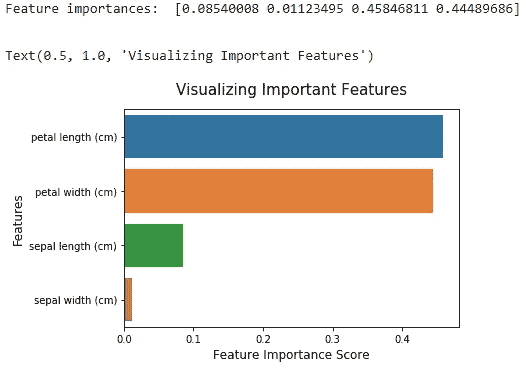 Feature importances:  [0.08540008 0.01123495 0.45846811 0.44489686]
Text(0.5, 1.0, 'Visualizing Important Features')
Visualizing Important Features
petal length (cm)
petal width (cm)
sepal length (cm)
sepal width (cm)
Features
0.0 0.1 0.2 0.3 0.4
Feature Importance Score